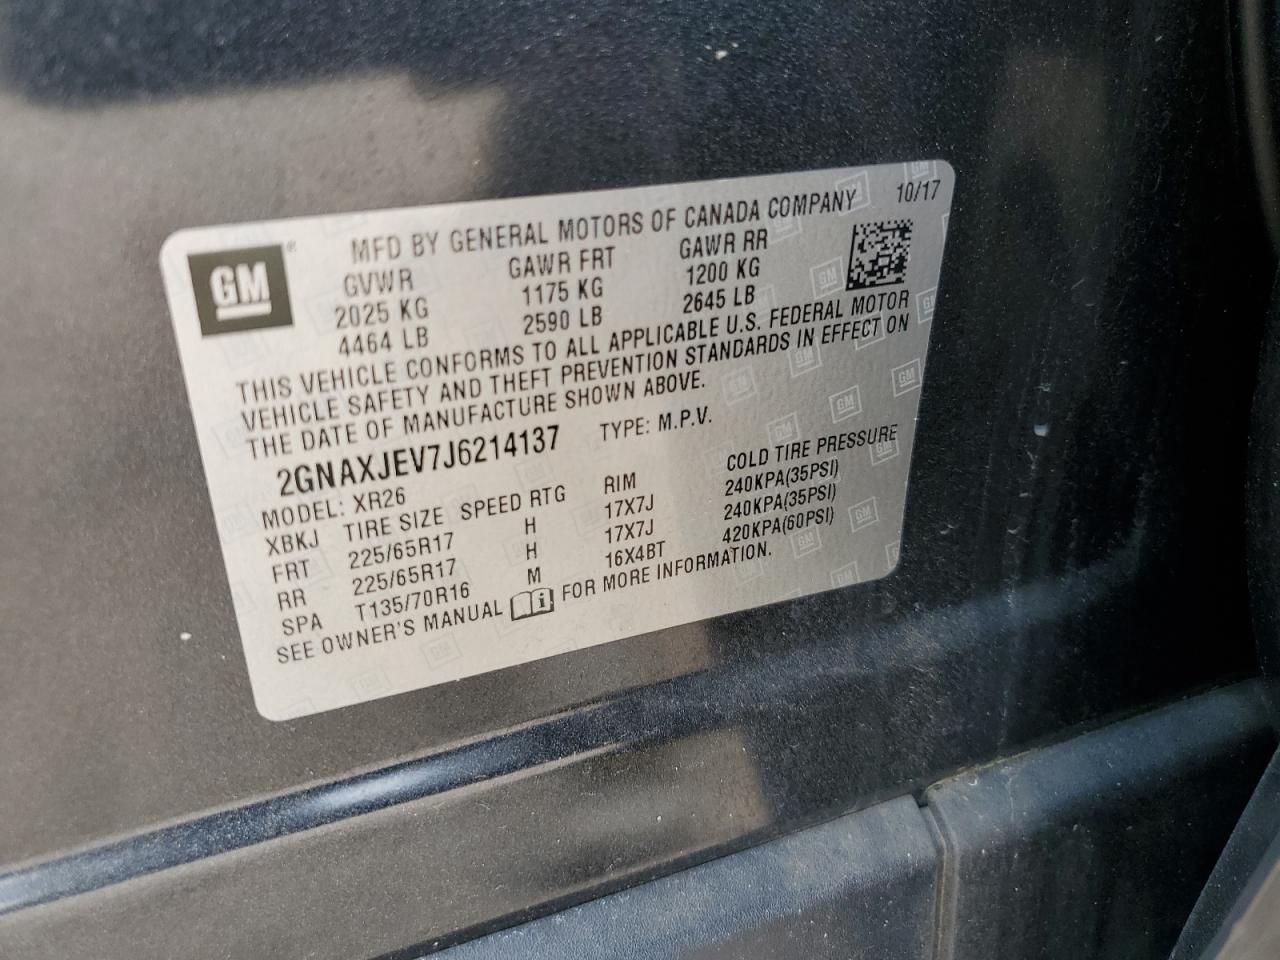 GM
MFD BY GENERAL MOTORS OF CANADA COMPANY 10/17
GVWR GAWR FRT GAWR RR
2025 KG 1175 KG 1200 KG
4464 LB 2590 LB 2645 LB
THIS VEHICLE CONFORMS TO ALL APPLICABLE U.S. FEDERAL MOTOR
VEHICLE SAFETY AND THEFT PREVENTION STANDARDS IN EFFECT ON
THE DATE OF MANUFACTURE SHOWN ABOVE.
2GNAXJEV7J6214137 TYPE: M.P.V.
MODEL: XR26
XBKJ TIRE SIZE SPEED RTG RIM COLD TIRE PRESSURE
FRT 225/65R17 H 17X7J 240KPA(35PSI)
RR 225/65R17 H 17X7J 240KPA(35PSI)
SPA T135/70R16 M 16X4BT 420KPA(60PSI)
SEE OWNER'S MANUAL FOR MORE INFORMATION.